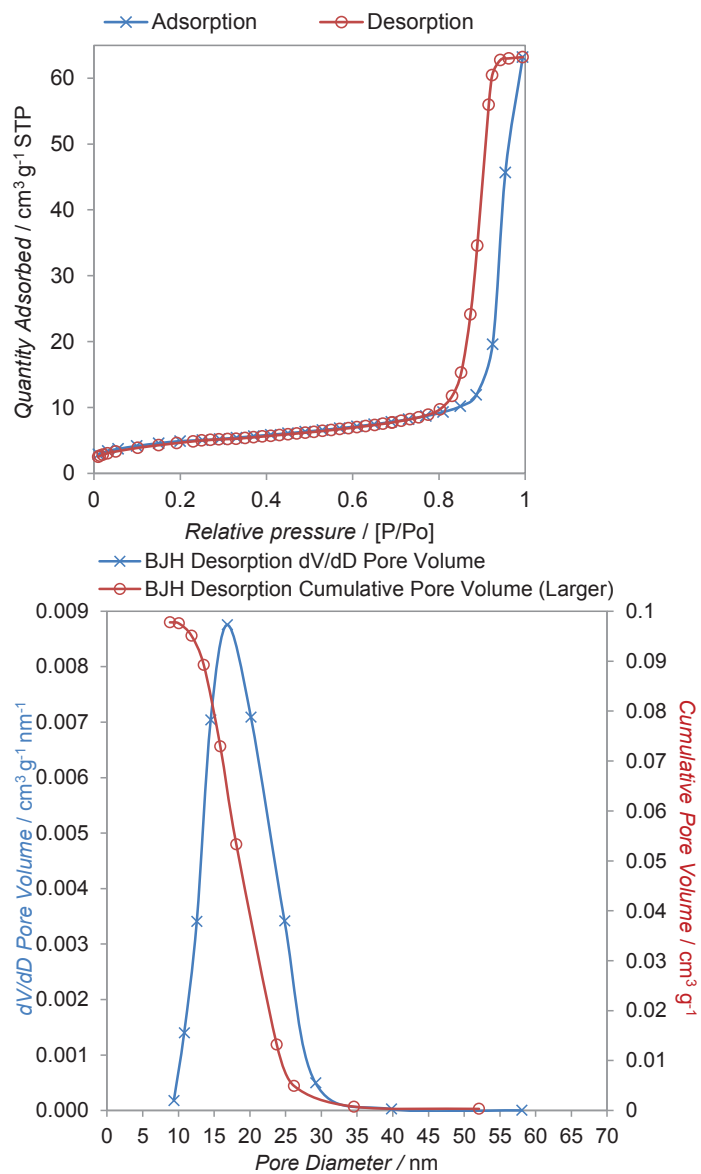 Adsorption Desorption
Quantity Adsorbed / cm³ g⁻¹ STP
60
50
40
30
20
10
0
0 0.2 0.4 0.6 0.8 1
Relative pressure / [P/Po]
BJH Desorption dV/dD Pore Volume
BJH Desorption Cumulative Pore Volume (Larger)
dV/dD Pore Volume / cm³ g⁻¹ nm⁻¹
0.009
0.008
0.007
0.006
0.005
0.004
0.003
0.002
0.001
0.000
0.1
0.09
0.08
0.07
0.06
0.05
0.04
0.03
0.02
0.01
0
Cumulative Pore Volume / cm³ g⁻¹
0 5 10 15 20 25 30 35 40 45 50 55 60 65 70
Pore Diameter / nm